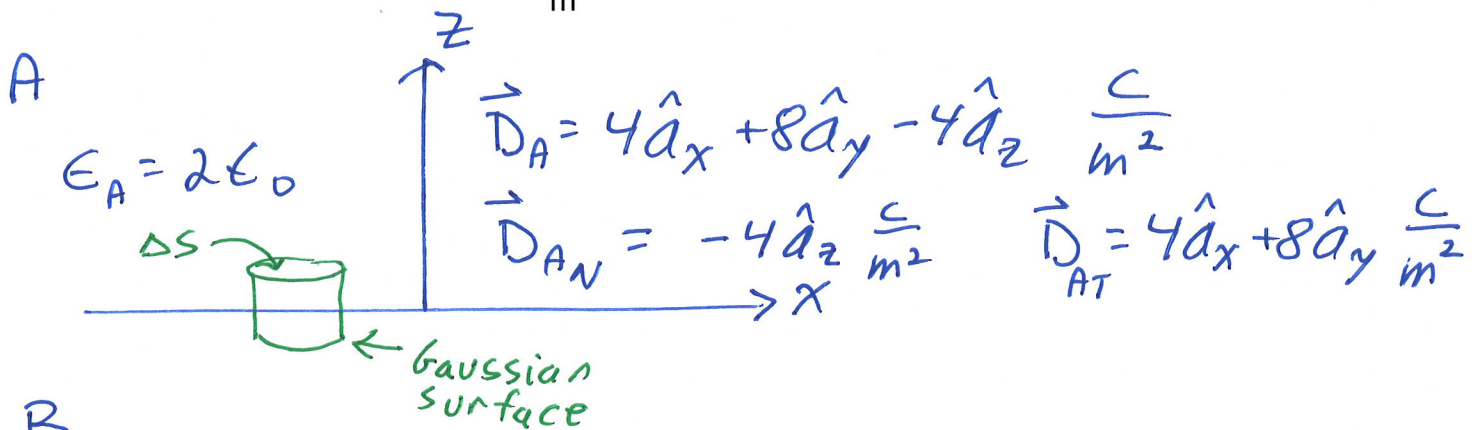 Z
A
D⃗_A = 4â_x + 8â_y - 4â_z C/m²
ϵ_A = 2ϵ_0
D⃗_AN = -4â_z C/m² D⃗_AT = 4â_x + 8â_y C/m²
ΔS
X
Gaussian
surface
B